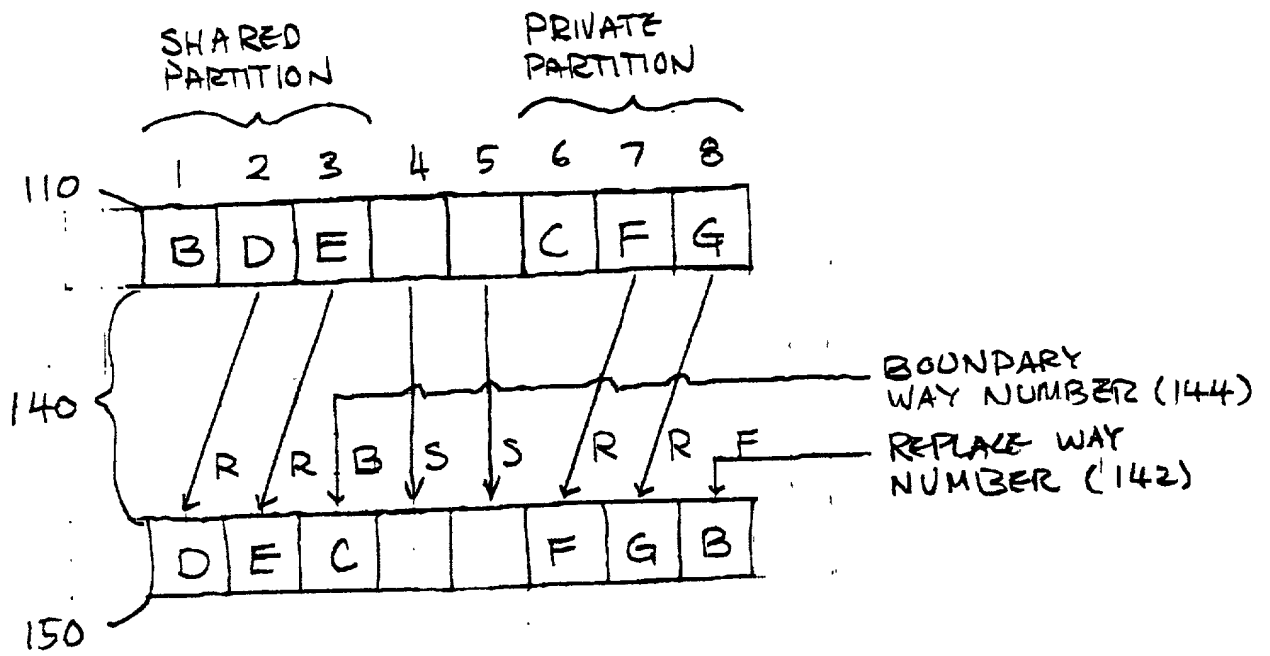 SHARED
PARTITION
PRIVATE
PARTITION
1 2 3 4 5 6 7 8
110
B D E C F G
140
BOUNDARY
WAY NUMBER (144)
R R B S S R R F
REPLACE WAY
NUMBER (142)
D E C F G B
150